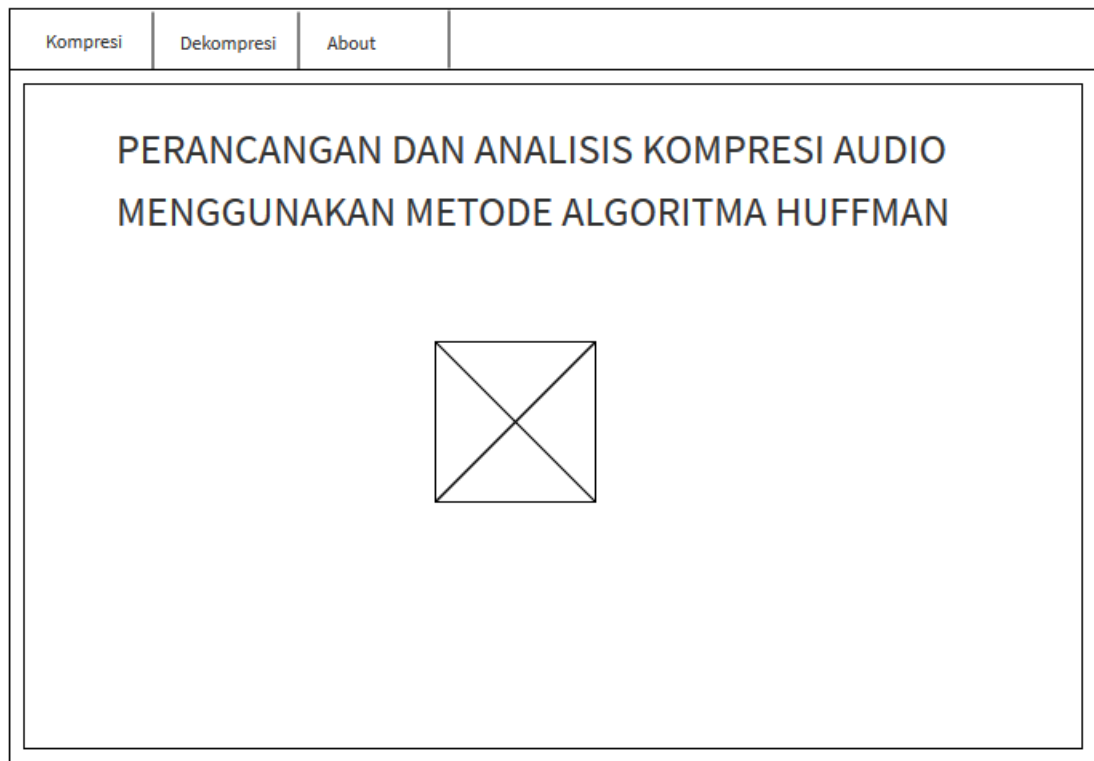 Kompresi
Dekompresi
About
PERANCANGAN DAN ANALISIS KOMPRESI AUDIO
MENGGUNAKAN METODE ALGORITMA HUFFMAN